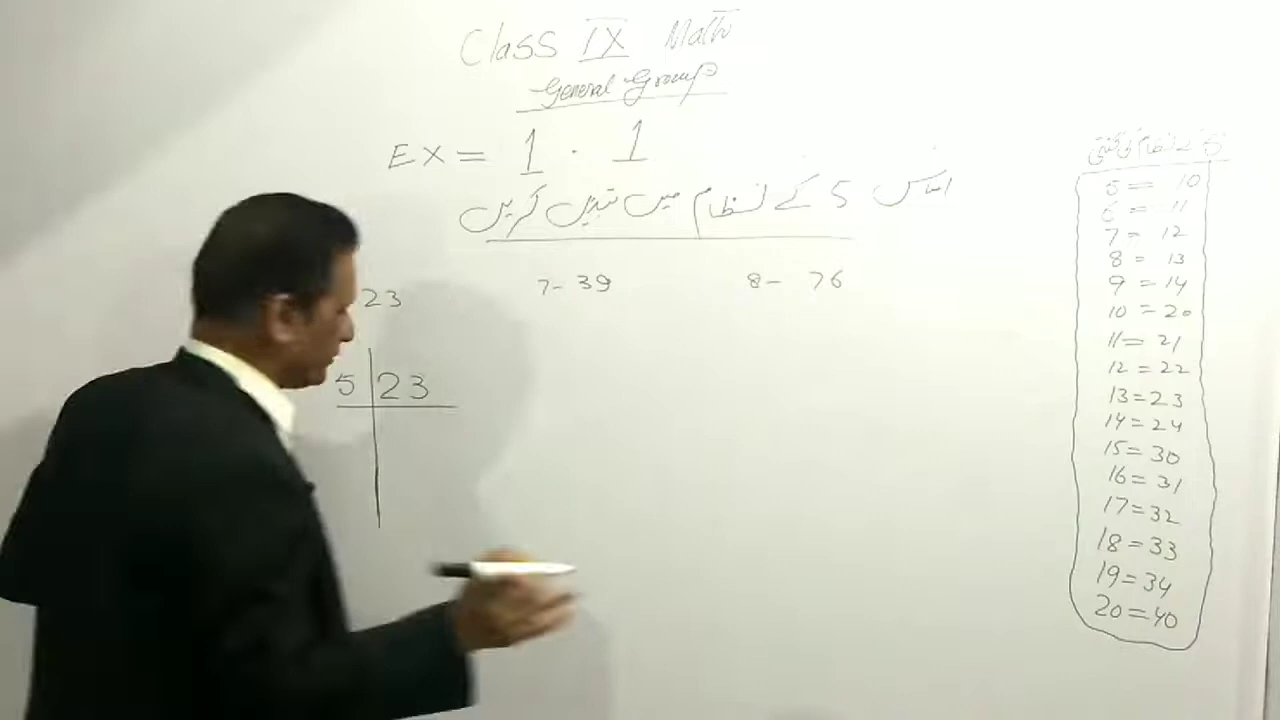 Class IX Math
General Group
EX = 1 . 1
اساس 5 کے نظام میں تبدیل کریں
23
7- 39
8- 76
5 23
5 کے نظام کی گنتی
5 = 10
6 = 11
7 = 12
8 = 13
9 = 14
10 = 20
11 = 21
12 = 22
13 = 23
14 = 24
15 = 30
16 = 31
17 = 32
18 = 33
19 = 34
20 = 40